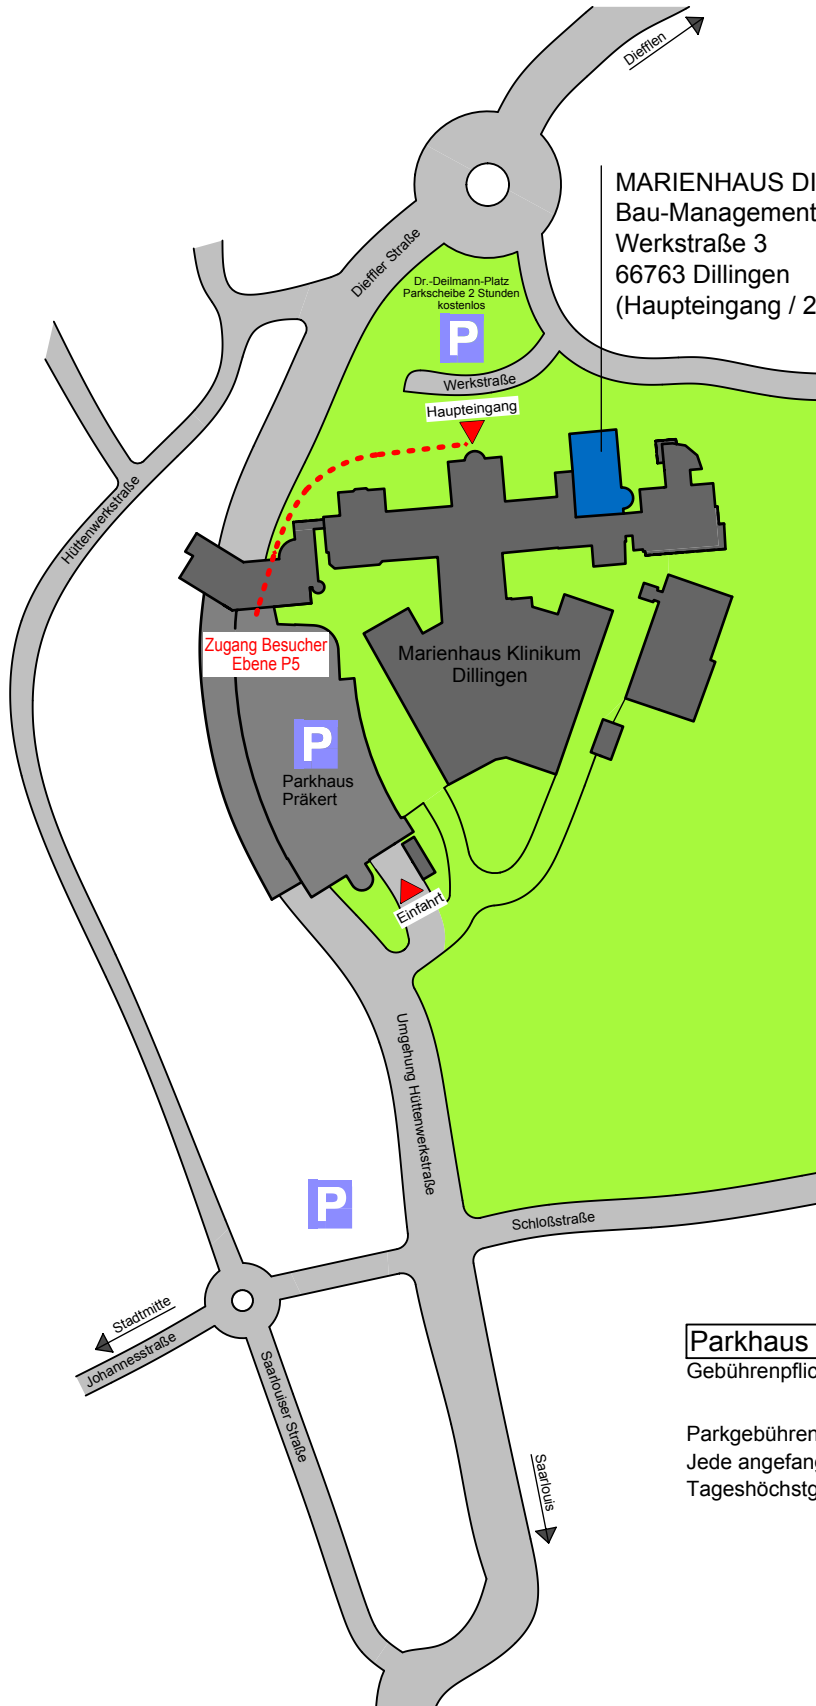 Diefflen
MARIENHAUS DI
Bau-Management
Werkstraße 3
66763 Dillingen
(Haupteingang / 2
Dieffler Straße
Dr.-Deilmann-Platz
Parkscheibe 2 Stunden
kostenlos
P
Werkstraße
Haupteingang
Hüttenwerkstraße
Zugang Besucher
Ebene P5
Marienhaus Klinikum
Dillingen
P
Parkhaus
Präkert
Einfahrt
Umgehung Hüttenwerkstraße
P
Schloßstraße
Stadtmitte
Johannesstraße
Saarlouiser Straße
Parkhaus
Gebührenpflic
Parkgebühren
Jede angefang
Tageshöchstg
Saarlouis